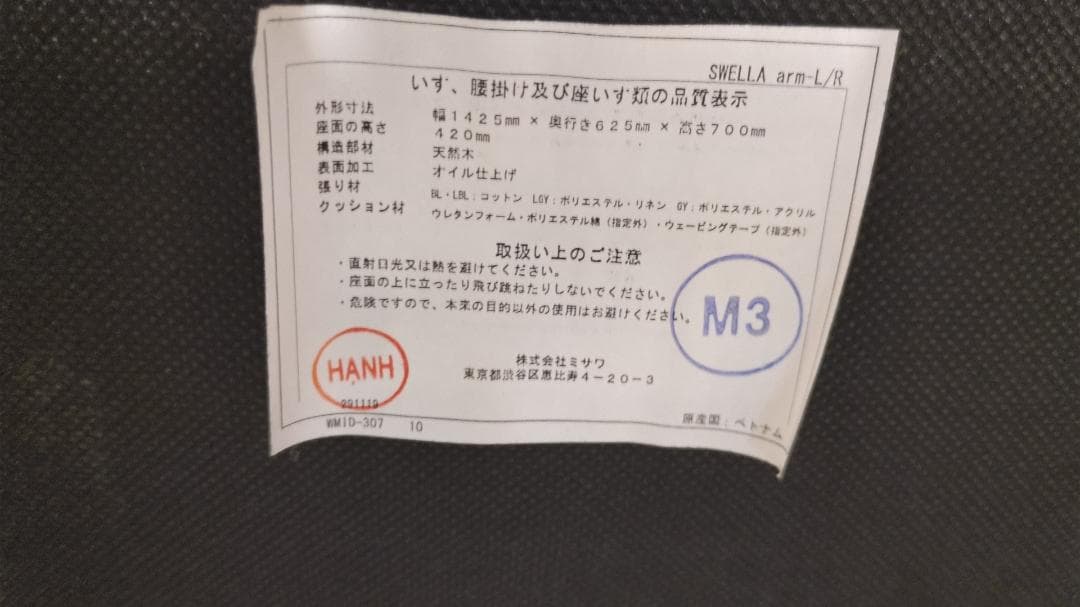 SWELLA arm-L/R
いす、腰掛け及び座いす類の品質表示
外形寸法 幅1425mm × 奥行き625mm × 高さ700mm
座面の高さ 420mm
構造部材 天然木
表面加工 オイル仕上げ
張り材 BL・LBL:コットン LGY:ポリエステル・リネン GY:ポリエステル・アクリル
クッション材 ウレタンフォーム・ポリエステル綿(指定外)・ウェービングテープ(指定外)
取扱い上のご注意
・直射日光又は熱を避けてください。
・座面の上に立ったり飛び跳ねたりしないでください。
・危険ですので、本来の目的以外の使用はお避けください。
M3
HẠNH
株式会社ミサワ
東京都渋谷区恵比寿4-20-3
291119
WMID-307 10
原産国:ベトナム